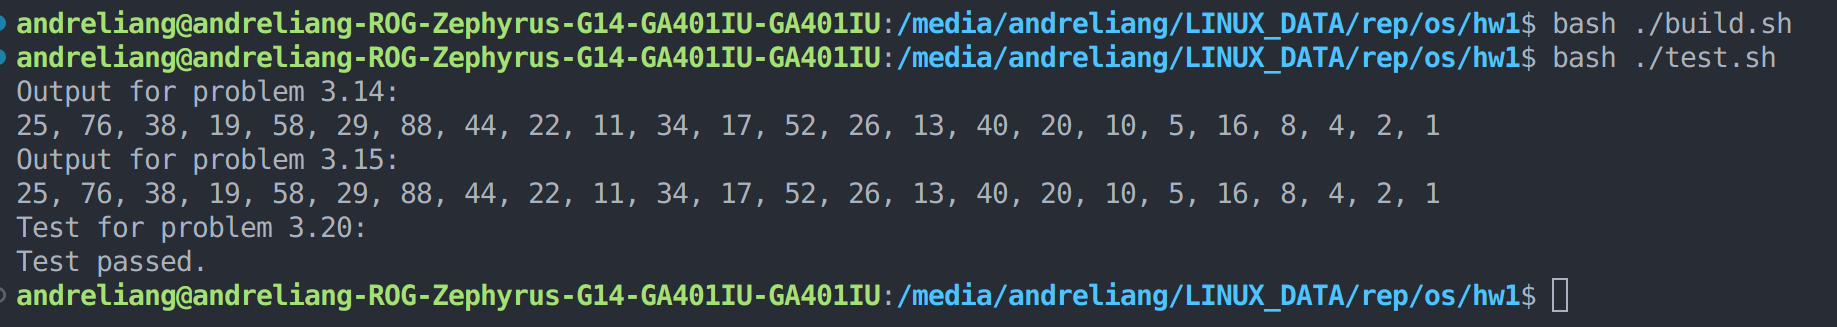 andreliang@andreliang-ROG-Zephyrus-G14-GA401IU-GA401IU:/media/andreliang/LINUX_DATA/rep/os/hw1$ bash ./build.sh
andreliang@andreliang-ROG-Zephyrus-G14-GA401IU-GA401IU:/media/andreliang/LINUX_DATA/rep/os/hw1$ bash ./test.sh
Output for problem 3.14:
25, 76, 38, 19, 58, 29, 88, 44, 22, 11, 34, 17, 52, 26, 13, 40, 20, 10, 5, 16, 8, 4, 2, 1
Output for problem 3.15:
25, 76, 38, 19, 58, 29, 88, 44, 22, 11, 34, 17, 52, 26, 13, 40, 20, 10, 5, 16, 8, 4, 2, 1
Test for problem 3.20:
Test passed.
andreliang@andreliang-ROG-Zephyrus-G14-GA401IU-GA401IU:/media/andreliang/LINUX_DATA/rep/os/hw1$